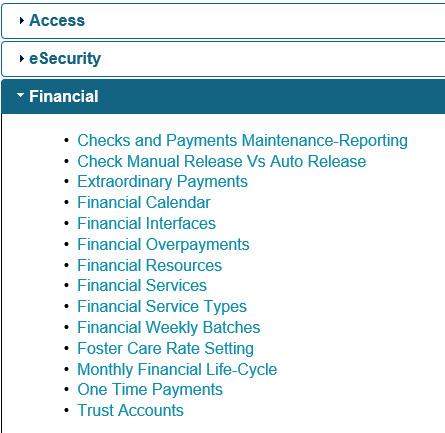 Access
eSecurity
Financial
Checks and Payments Maintenance-Reporting
Check Manual Release Vs Auto Release
Extraordinary Payments
Financial Calendar
Financial Interfaces
Financial Overpayments
Financial Resources
Financial Services
Financial Service Types
Financial Weekly Batches
Foster Care Rate Setting
Monthly Financial Life-Cycle
One Time Payments
Trust Accounts